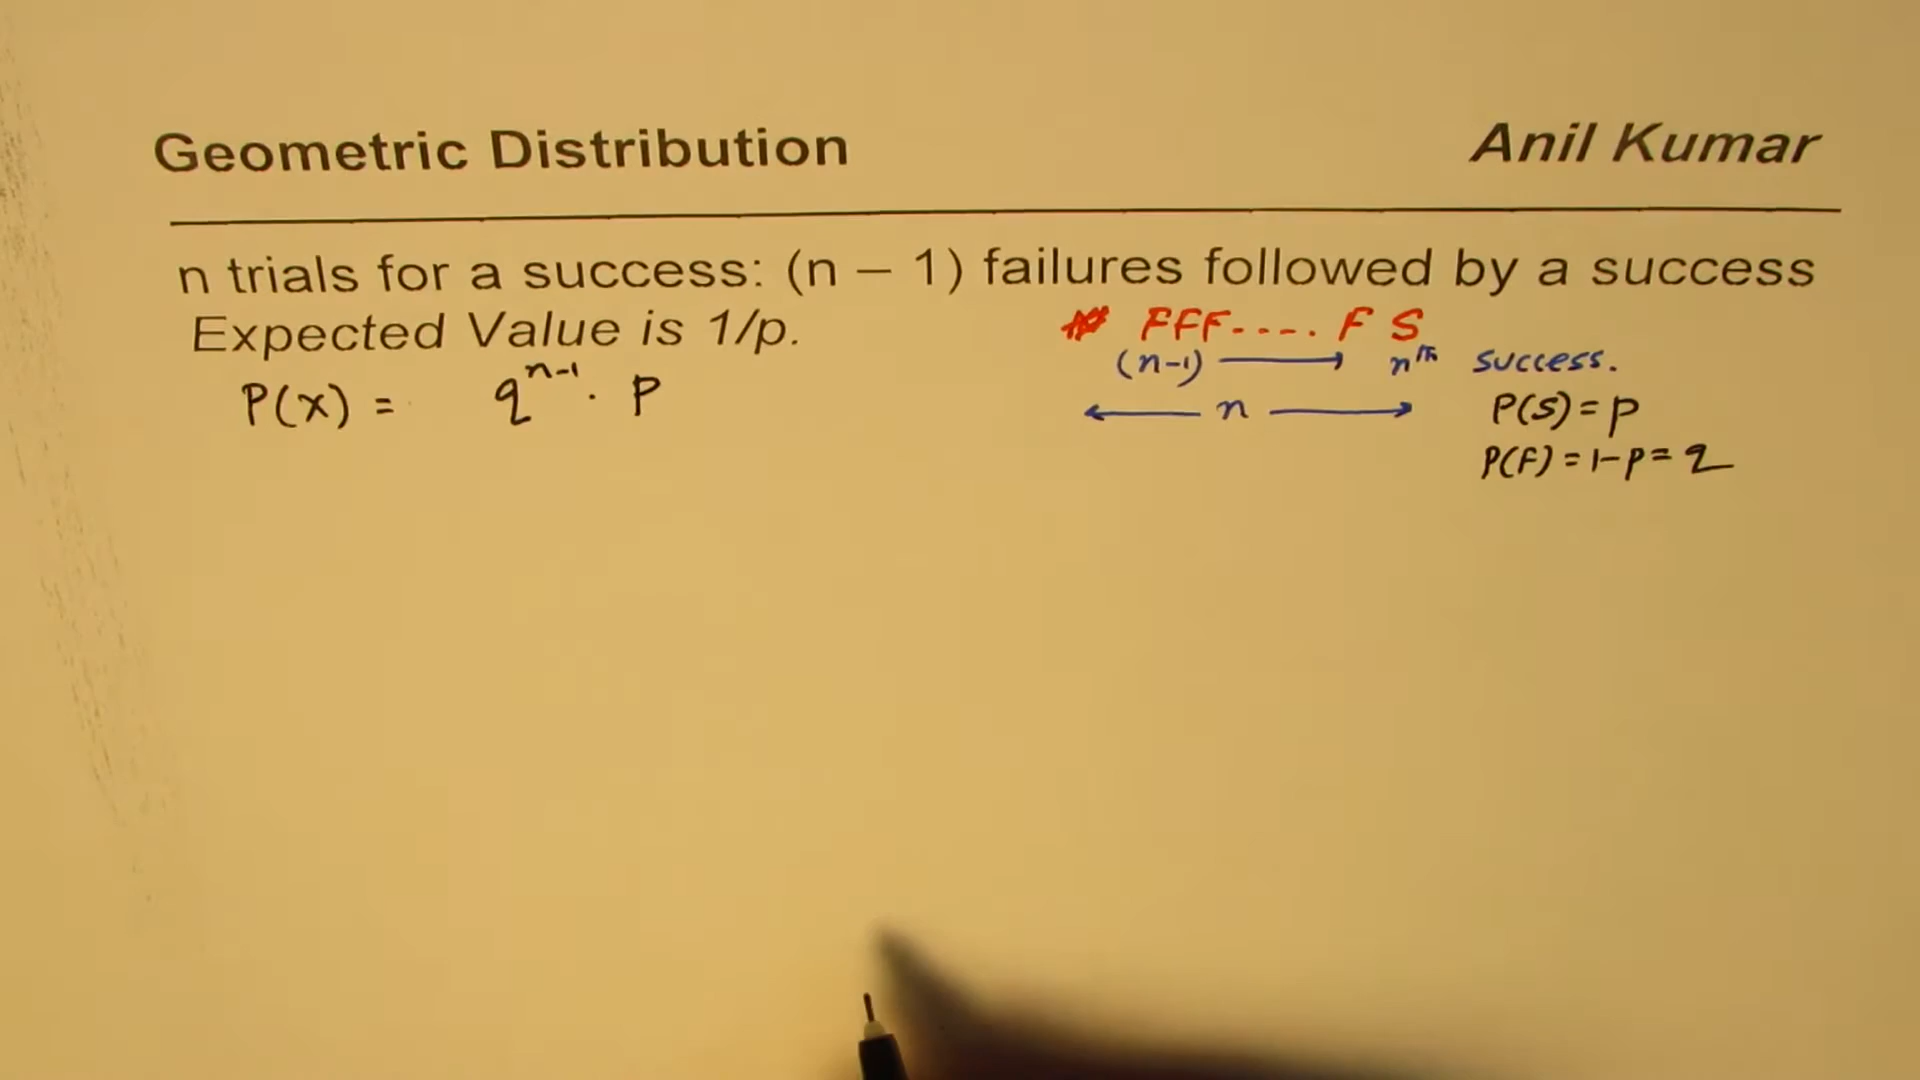 Geometric Distribution
Anil Kumar
n trials for a success: (n – 1) failures followed by a success
Expected Value is 1/p.
FFF----. F S
(n-1) → nth success.
P(x) = q^(n-1) · p
← n →
P(S) = p
P(F) = 1-p = q